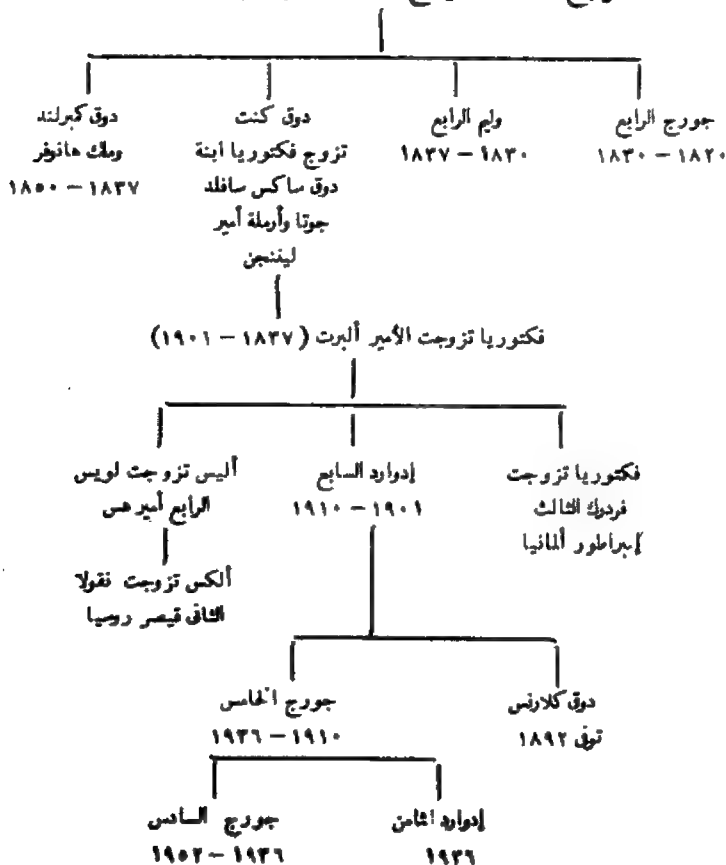 جورج الرابع
١٨٢٠ – ١٨٣٠
وليم الرابع
١٨٣٠ – ١٨٣٧
دوق كنت
تزوج فكتوريا ابنة
دوق ساكس سافلد
جوتا وأرملة أمير
ليننجن
دوق كمبرلند
وملك هانوفر
١٨٣٧ – ١٨٥٠
فكتوريا تزوجت الأمير ألبرت (١٨٣٧ – ١٩٠١)
فكتوريا تزوجت
فردرك الثالث
إمبراطور ألمانيا
إدوارد السابع
١٩٠١ – ١٩١٠
أليس تزوجت لويس
الرابع أمير هس
ألكس تزوجت نقولا
الثانى قيصر روسيا
دوق كلارنس
توفى ١٨٩٢
جورج الخامس
١٩١٠ – ١٩٣٦
إدوارد الثامن
١٩٣٦
جورج السادس
١٩٣٦ – ١٩٥٢